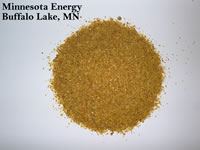 Minnesota Energy
Buffalo Lake, MN